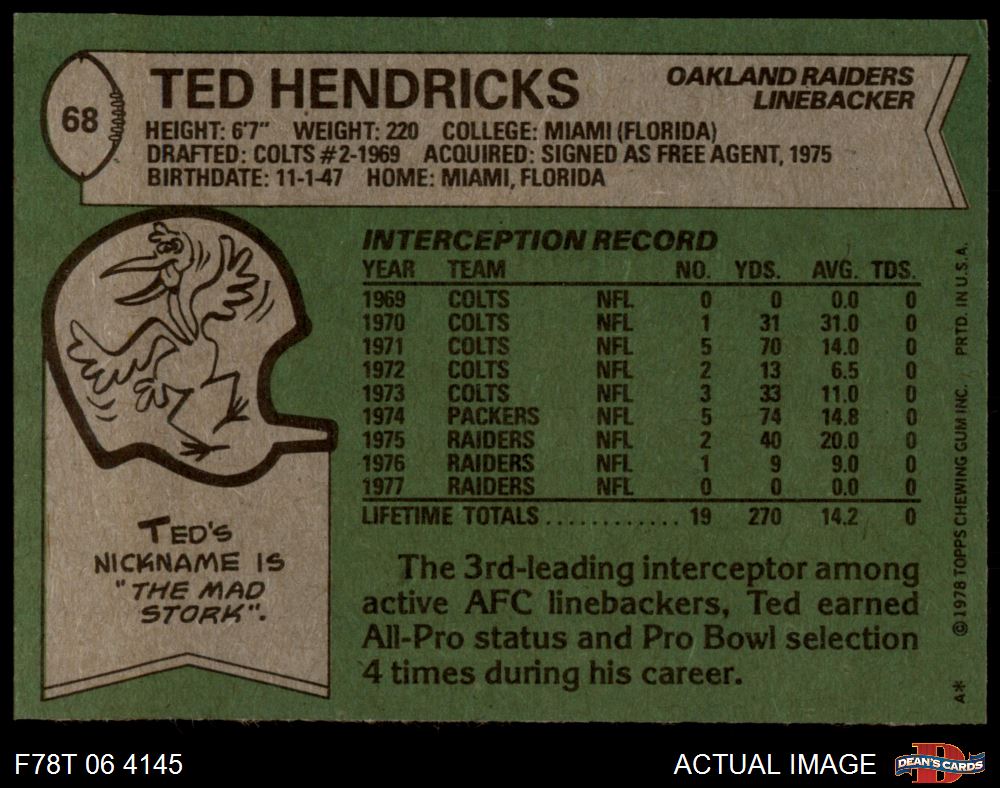 68
TED HENDRICKS
OAKLAND RAIDERS
LINEBACKER
HEIGHT: 6'7" WEIGHT: 220 COLLEGE: MIAMI (FLORIDA)
DRAFTED: COLTS #2-1969 ACQUIRED: SIGNED AS FREE AGENT, 1975
BIRTHDATE: 11-1-47 HOME: MIAMI, FLORIDA
INTERCEPTION RECORD
YEAR TEAM NO. YDS. AVG. TDS.
1969 COLTS NFL 0 0 0.0 0
1970 COLTS NFL 1 31 31.0 0
1971 COLTS NFL 5 70 14.0 0
1972 COLTS NFL 2 13 6.5 0
1973 COLTS NFL 3 33 11.0 0
1974 PACKERS NFL 5 74 14.8 0
1975 RAIDERS NFL 2 40 20.0 0
1976 RAIDERS NFL 1 9 9.0 0
1977 RAIDERS NFL 0 0 0.0 0
LIFETIME TOTALS ............ 19 270 14.2 0
TED'S
NICKNAME IS
"THE MAD
STORK".
The 3rd-leading interceptor among
active AFC linebackers, Ted earned
All-Pro status and Pro Bowl selection
4 times during his career.
A* © 1978 TOPPS CHEWING GUM INC. PRTD. IN U.S.A.
F78T 06 4145
ACTUAL IMAGE
D
DEAN'S CARDS